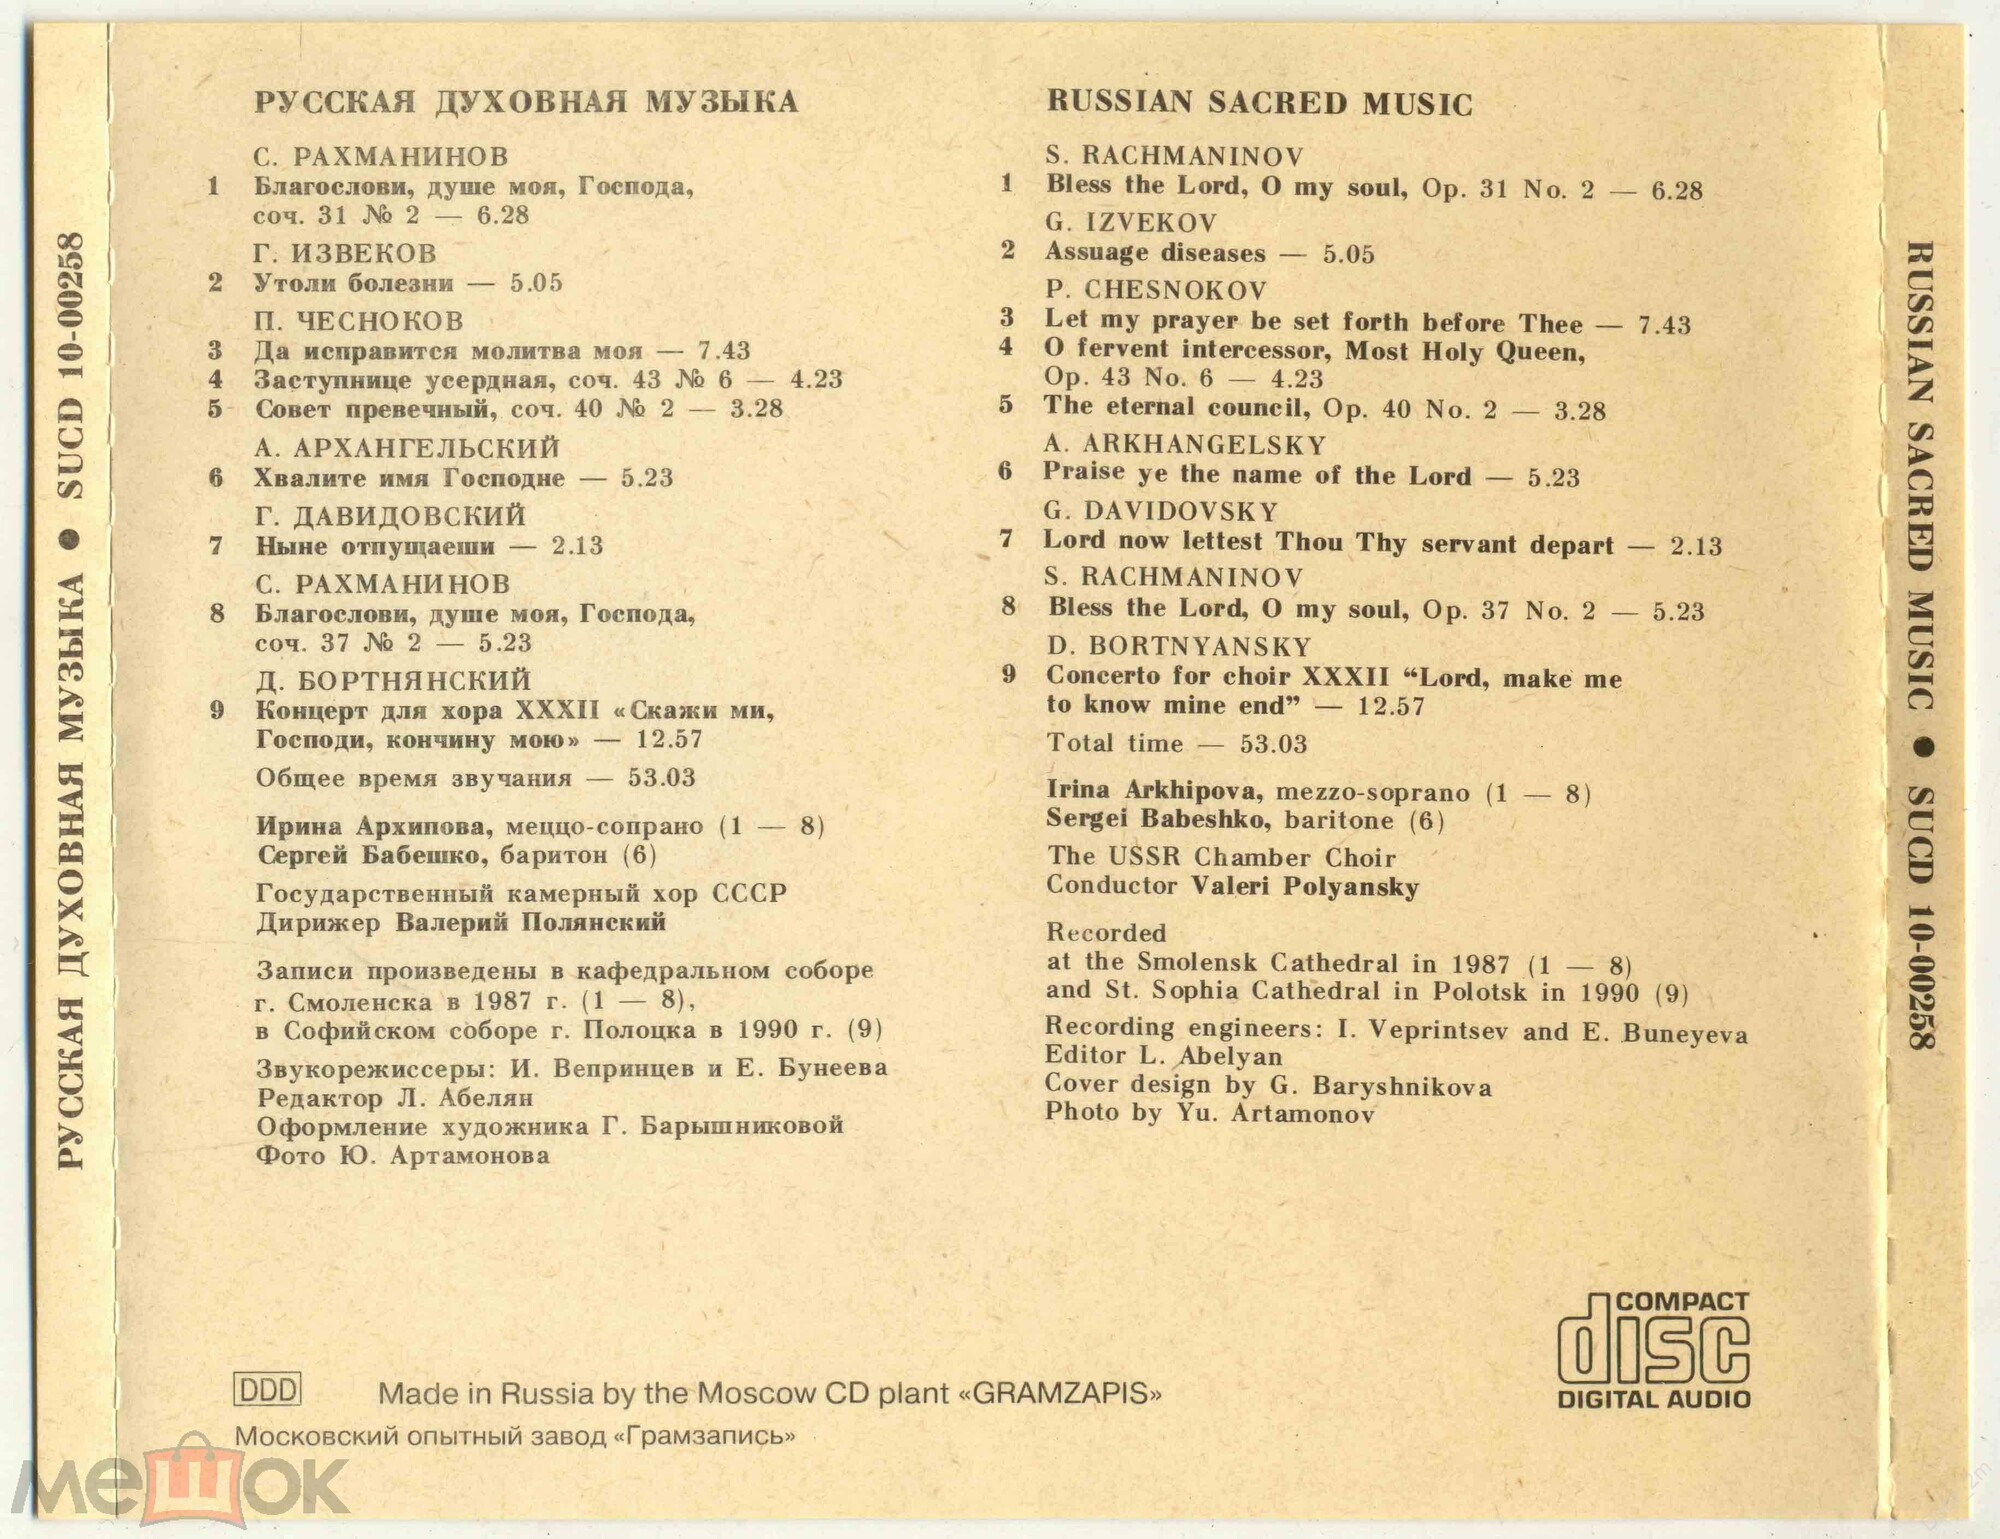 РУССКАЯ ДУХОВНАЯ МУЗЫКА ● SUCD 10-00258
РУССКАЯ ДУХОВНАЯ МУЗЫКА
С. РАХМАНИНОВ
1 Благослови, душе моя, Господа,
соч. 31 № 2 — 6.28
Г. ИЗВЕКОВ
2 Утоли болезни — 5.05
П. ЧЕСНОКОВ
3 Да исправится молитва моя — 7.43
4 Заступнице усердная, соч. 43 № 6 — 4.23
5 Совет превечный, соч. 40 № 2 — 3.28
А. АРХАНГЕЛЬСКИЙ
6 Хвалите имя Господне — 5.23
Г. ДАВИДОВСКИЙ
7 Ныне отпущаеши — 2.13
С. РАХМАНИНОВ
8 Благослови, душе моя, Господа,
соч. 37 № 2 — 5.23
Д. БОРТНЯНСКИЙ
9 Концерт для хора XXXII «Скажи ми,
Господи, кончину мою» — 12.57
Общее время звучания — 53.03
Ирина Архипова, меццо-сопрано (1 — 8)
Сергей Бабешко, баритон (6)
Государственный камерный хор СССР
Дирижер Валерий Полянский
Записи произведены в кафедральном соборе
г. Смоленска в 1987 г. (1 — 8),
в Софийском соборе г. Полоцка в 1990 г. (9)
Звукорежиссеры: И. Вепринцев и Е. Бунеева
Редактор Л. Абелян
Оформление художника Г. Барышниковой
Фото Ю. Артамонова
RUSSIAN SACRED MUSIC
S. RACHMANINOV
1 Bless the Lord, O my soul, Op. 31 No. 2 — 6.28
G. IZVEKOV
2 Assuage diseases — 5.05
P. CHESNOKOV
3 Let my prayer be set forth before Thee — 7.43
4 O fervent intercessor, Most Holy Queen,
Op. 43 No. 6 — 4.23
5 The eternal council, Op. 40 No. 2 — 3.28
A. ARKHANGELSKY
6 Praise ye the name of the Lord — 5.23
G. DAVIDOVSKY
7 Lord now lettest Thou Thy servant depart — 2.13
S. RACHMANINOV
8 Bless the Lord, O my soul, Op. 37 No. 2 — 5.23
D. BORTNYANSKY
9 Concerto for choir XXXII “Lord, make me
to know mine end” — 12.57
Total time — 53.03
Irina Arkhipova, mezzo-soprano (1 — 8)
Sergei Babeshko, baritone (6)
The USSR Chamber Choir
Conductor Valeri Polyansky
Recorded
at the Smolensk Cathedral in 1987 (1 — 8)
and St. Sophia Cathedral in Polotsk in 1990 (9)
Recording engineers: I. Veprintsev and E. Buneyeva
Editor L. Abelyan
Cover design by G. Baryshnikova
Photo by Yu. Artamonov
RUSSIAN SACRED MUSIC ● SUCD 10-00258
COMPACT
disc
DIGITAL AUDIO
DDD Made in Russia by the Moscow CD plant «GRAMZAPIS»
Московский опытный завод «Грамзапись»
мешок